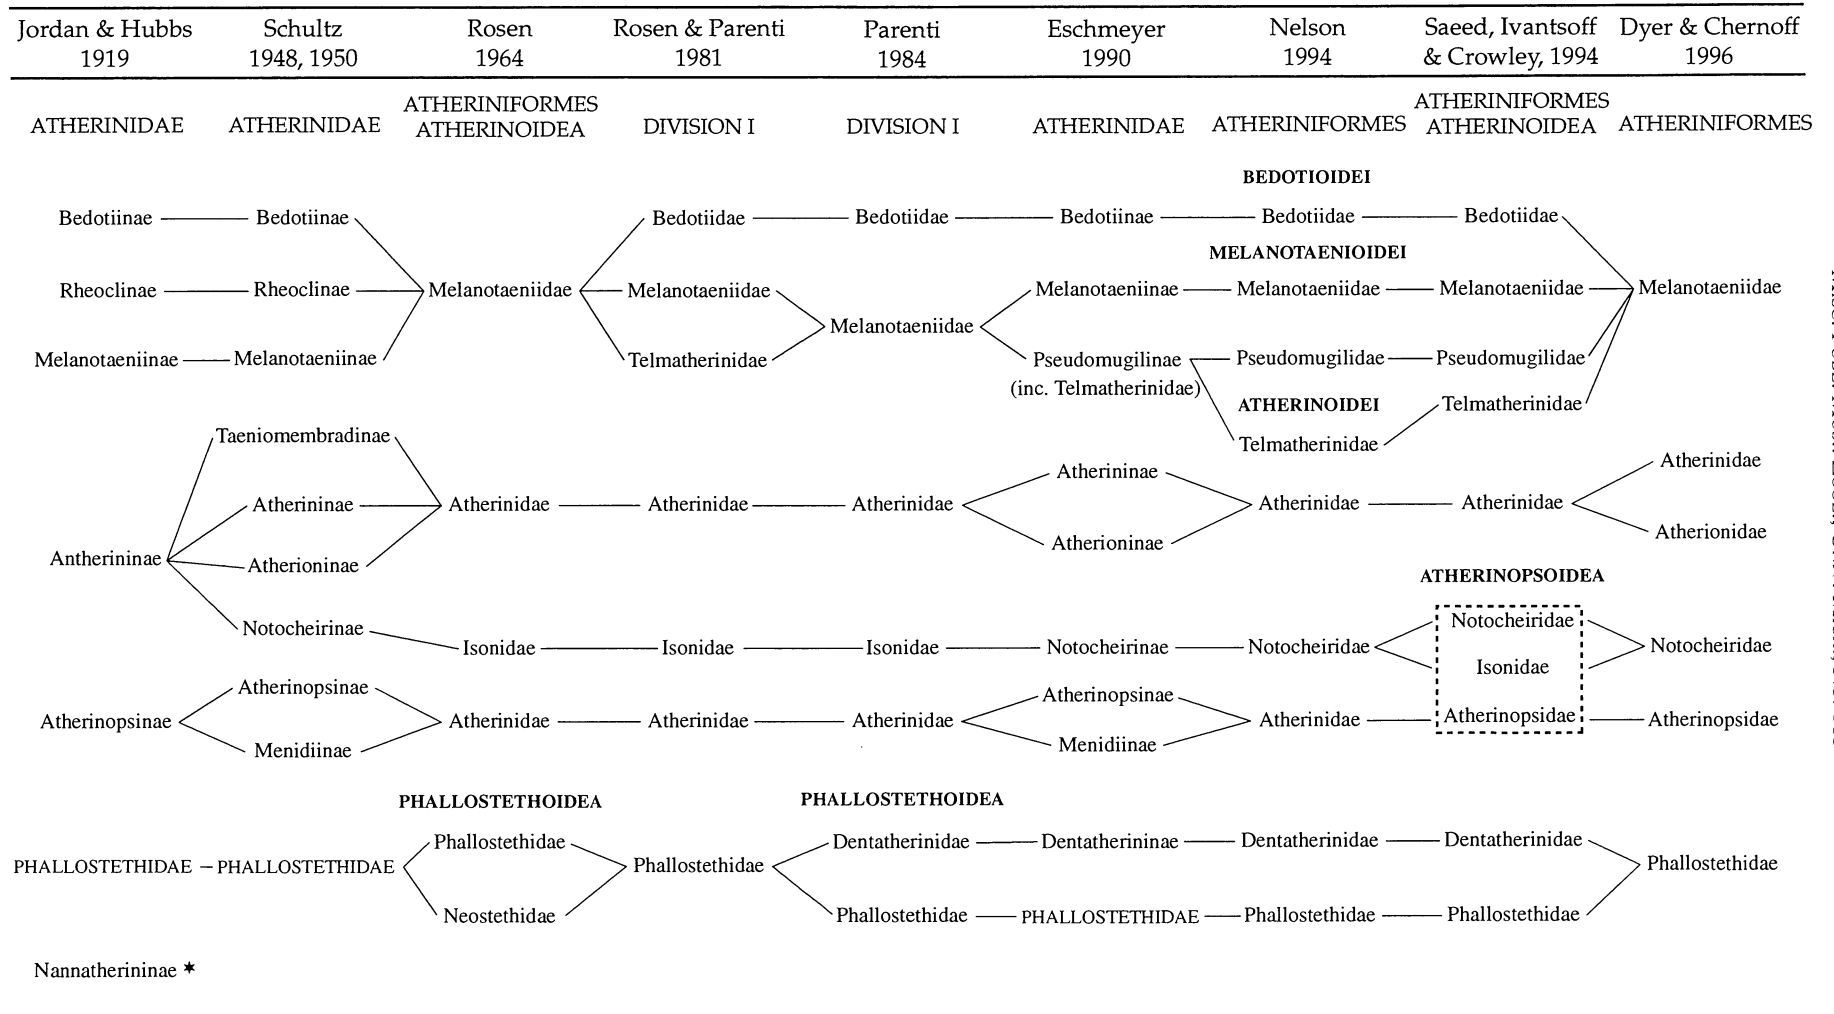 Jordan & Hubbs 1919
Schultz 1948, 1950
Rosen 1964
Rosen & Parenti 1981
Parenti 1984
Eschmeyer 1990
Nelson 1994
Saeed, Ivantsoff & Crowley, 1994
Dyer & Chernoff 1996
ATHERINIDAE
ATHERINIDAE
ATHERINIFORMES ATHERINOIDEA
DIVISION I
DIVISION I
ATHERINIDAE
ATHERINIFORMES
ATHERINIFORMES ATHERINOIDEA
ATHERINIFORMES
BEDOTIOIDEI
Bedotiinae
Bedotiinae
Bedotiidae
Bedotiidae
Bedotiinae
Bedotiidae
Bedotiidae
MELANOTAENIOIDEI
Rheoclinae
Rheoclinae
Melanotaeniidae
Melanotaeniidae
Melanotaeniinae
Melanotaeniidae
Melanotaeniidae
Melanotaeniidae
Melanotaeniidae
Melanotaeniinae
Melanotaeniinae
Telmatherinidae
Pseudomugilinae
(inc. Telmatherinidae)
Pseudomugilidae
Pseudomugilidae
ATHERINOIDEI
Telmatherinidae
Telmatherinidae
Taeniomembradinae
Atherininae
Atherinidae
Atherininae
Atherinidae
Atherinidae
Atherinidae
Atherinidae
Atherinidae
Atherioninae
Atherionidae
Antherininae
Atherioninae
ATHERINOPSOIDEA
Notocheirinae
Isonidae
Isonidae
Isonidae
Notocheirinae
Notocheiridae
Notocheiridae
Isonidae
Notocheiridae
Atherinopsinae
Atherinopsinae
Atherinopsinae
Menidiinae
Atherinidae
Atherinidae
Atherinidae
Menidiinae
Atherinidae
Atherinopsidae
Atherinopsidae
PHALLOSTETHOIDEA
PHALLOSTETHOIDEA
Phallostethidae
Dentatherinidae
Dentatherininae
Dentatherinidae
Dentatherinidae
PHALLOSTETHIDAE
PHALLOSTETHIDAE
Phallostethidae
Phallostethidae
Neostethidae
Phallostethidae
PHALLOSTETHIDAE
Phallostethidae
Phallostethidae
Nannatherininae ★